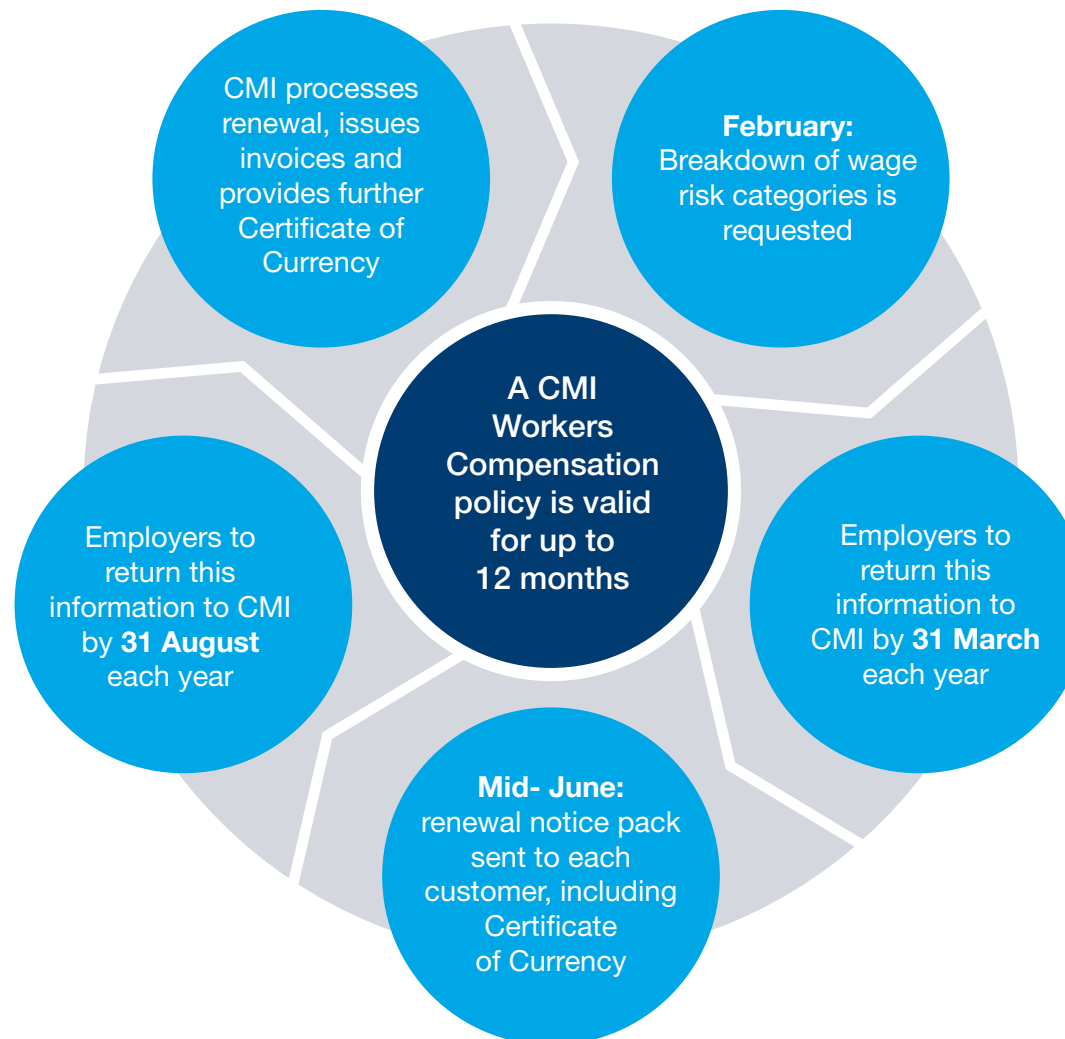 CMI processes
renewal, issues
invoices and
provides further
Certificate of
Currency
February:
Breakdown of wage
risk categories is
requested
A CMI
Workers
Compensation
policy is valid
for up to
12 months
Employers to
return this
information to CMI
by 31 August
each year
Employers to
return this
information to
CMI by 31 March
each year
Mid- June:
renewal notice pack
sent to each
customer, including
Certificate
of Currency